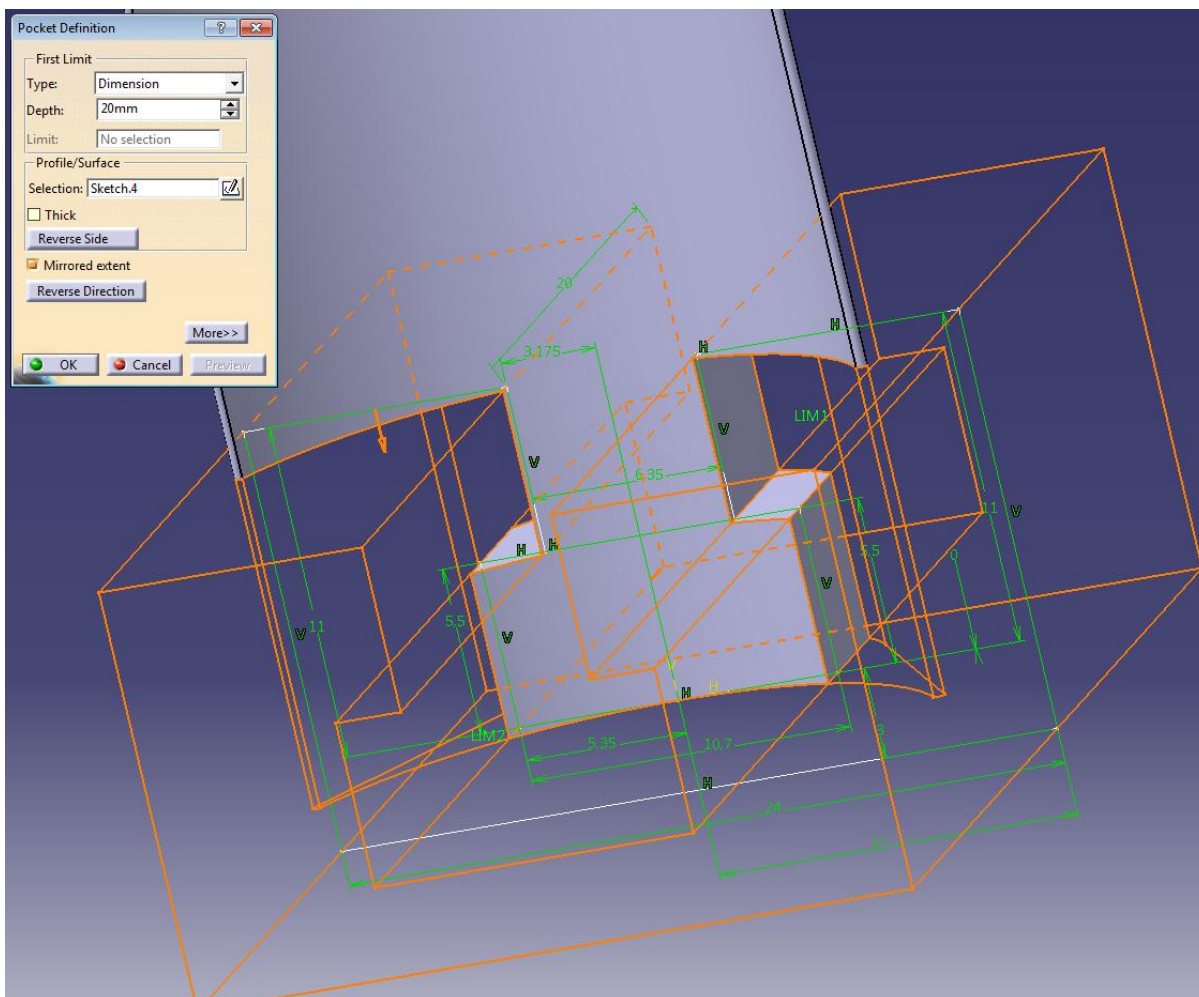 Pocket Definition
First Limit
Type: Dimension
Depth: 20mm
Limit: No selection
Profile/Surface
Selection: Sketch.4
Thick
Reverse Side
Mirrored extent
Reverse Direction
More>>
OK Cancel Preview
20
3.175
H
H
LIM1
V
V
6.35
11
V
H
H
5.5
0
5.5
V
11
V
V
V
H
H
LIM2
5.35
10.7
3
H
24